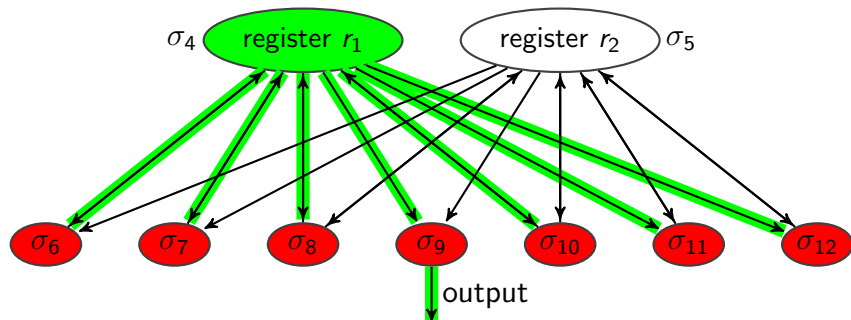 σ₄ register r₁ register r₂ σ₅
σ₆ σ₇ σ₈ σ₉ σ₁₀ σ₁₁ σ₁₂
output